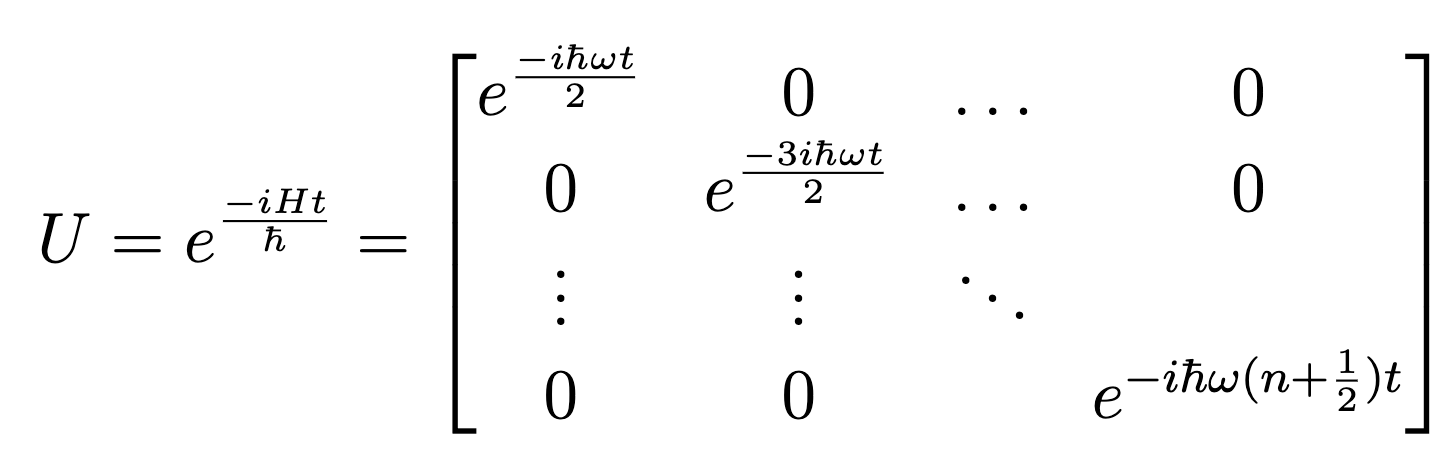 U = e^{\frac{-iHt}{\hbar}} = \begin{bmatrix} e^{\frac{-i\hbar\omega t}{2}} & 0 & \dots & 0 \\ 0 & e^{\frac{-3i\hbar\omega t}{2}} & \dots & 0 \\ \vdots & \vdots & \ddots & \\ 0 & 0 & & e^{-i\hbar\omega(n+\frac{1}{2})t} \end{bmatrix}